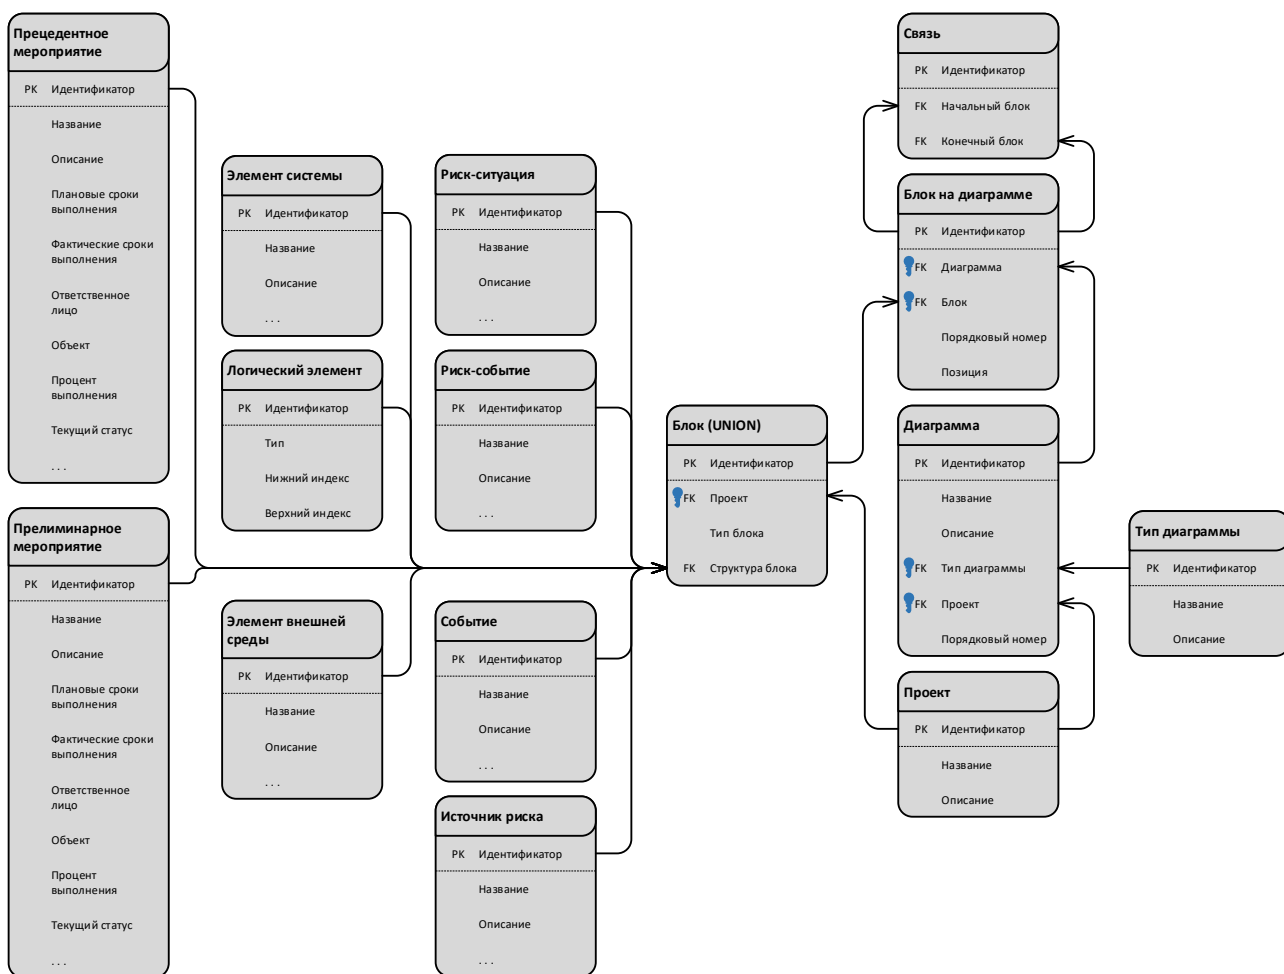 Прецедентное
мероприятие
PK Идентификатор
Название
Описание
Плановые сроки
выполнения
Фактические сроки
выполнения
Ответственное
лицо
Объект
Процент
выполнения
Текущий статус
. . .
Прелиминарное
мероприятие
PK Идентификатор
Название
Описание
Плановые сроки
выполнения
Фактические сроки
выполнения
Ответственное
лицо
Объект
Процент
выполнения
Текущий статус
. . .
Элемент системы
PK Идентификатор
Название
Описание
. . .
Логический элемент
PK Идентификатор
Тип
Нижний индекс
Верхний индекс
Элемент внешней
среды
PK Идентификатор
Название
Описание
. . .
Риск-ситуация
PK Идентификатор
Название
Описание
. . .
Риск-событие
PK Идентификатор
Название
Описание
. . .
Событие
PK Идентификатор
Название
Описание
. . .
Источник риска
PK Идентификатор
Название
Описание
. . .
Блок (UNION)
PK Идентификатор
FK Проект
Тип блока
FK Структура блока
Связь
PK Идентификатор
FK Начальный блок
FK Конечный блок
Блок на диаграмме
PK Идентификатор
FK Диаграмма
FK Блок
Порядковый номер
Позиция
Диаграмма
PK Идентификатор
Название
Описание
FK Тип диаграммы
FK Проект
Порядковый номер
Проект
PK Идентификатор
Название
Описание
Тип диаграммы
PK Идентификатор
Название
Описание